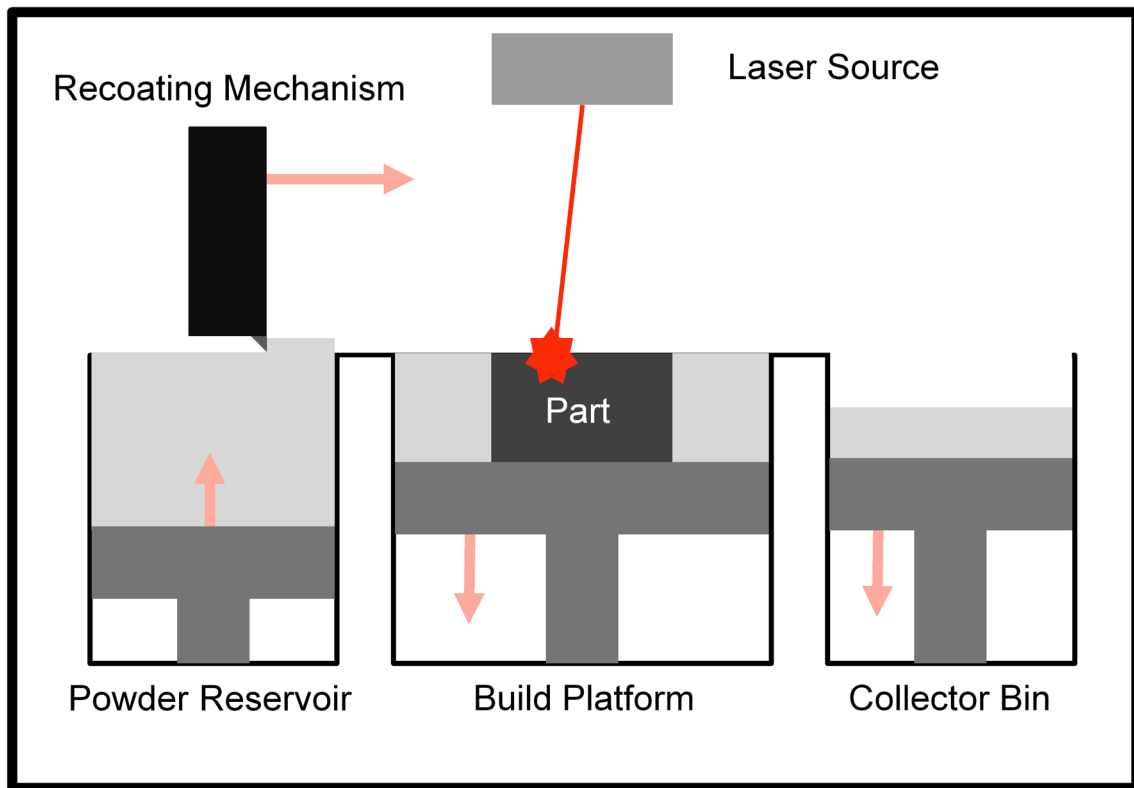 Laser Source
Recoating Mechanism
Part
Powder Reservoir
Build Platform
Collector Bin